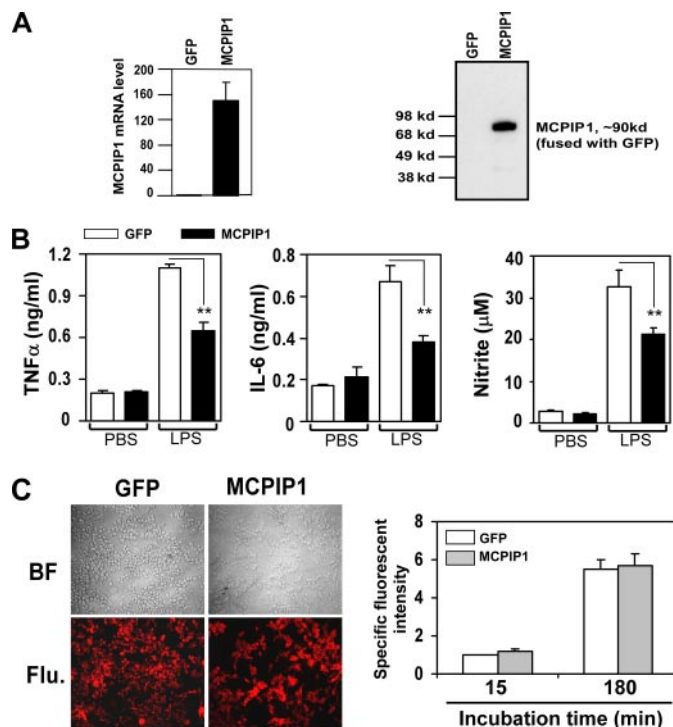 A
GFP
MCPIP1
MCPIP1 mRNA level
200
160
120
80
40
0
GFP
MCPIP1
98 kd
68 kd
49 kd
38 kd
MCPIP1, ~90kd
(fused with GFP)
B
GFP
MCPIP1
TNFα (ng/ml)
1.2
0.9
0.6
0.3
0
**
PBS
LPS
IL-6 (ng/ml)
0.8
0.6
0.4
0.2
0
**
PBS
LPS
Nitrite (μM)
40
30
20
10
0
**
PBS
LPS
C
GFP
MCPIP1
BF
Flu.
Specific fluorescent
intensity
8
6
4
2
0
GFP
MCPIP1
15
180
Incubation time (min)